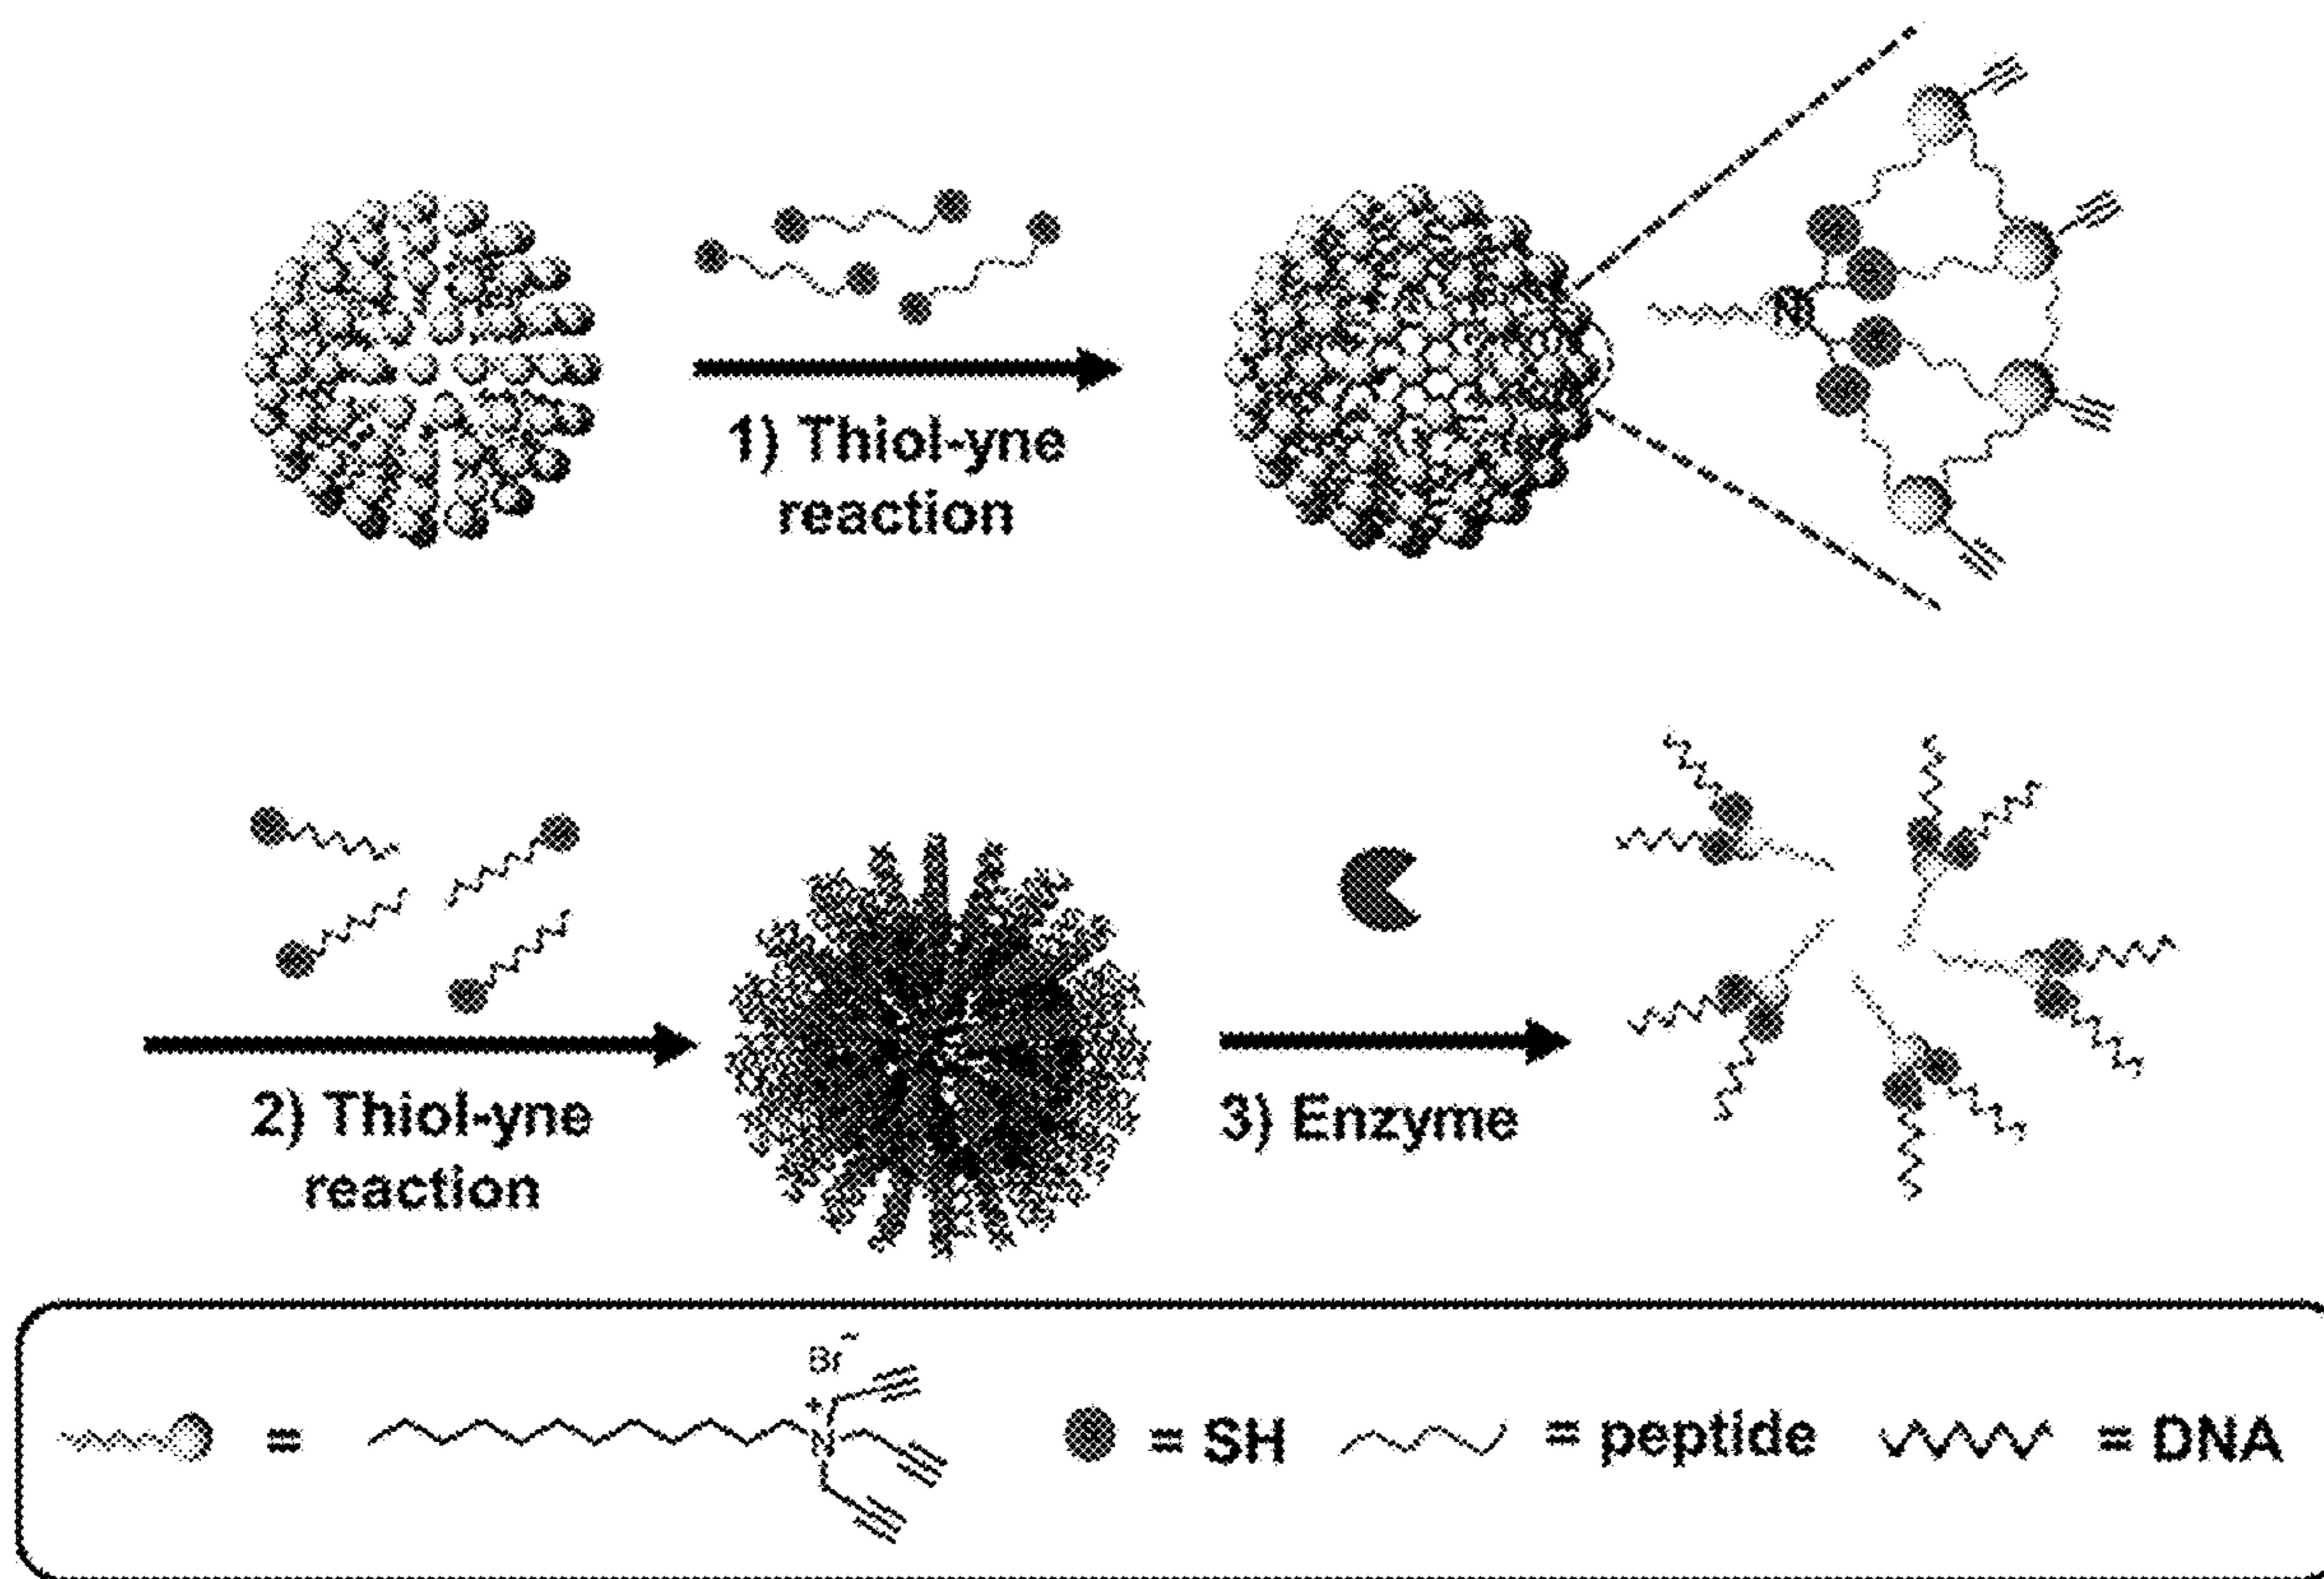 N
1) Thiol-yne
reaction
2) Thiol-yne
reaction
3) Enzyme
Br-
+
N
= = SH = peptide = DNA